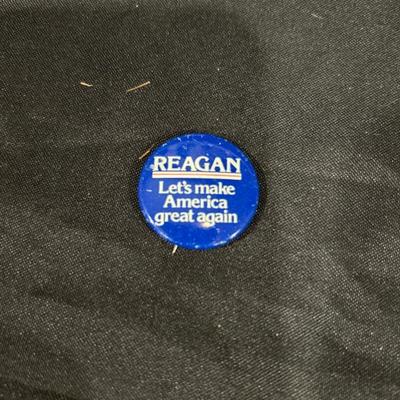 REAGAN
Let's make
America
great again